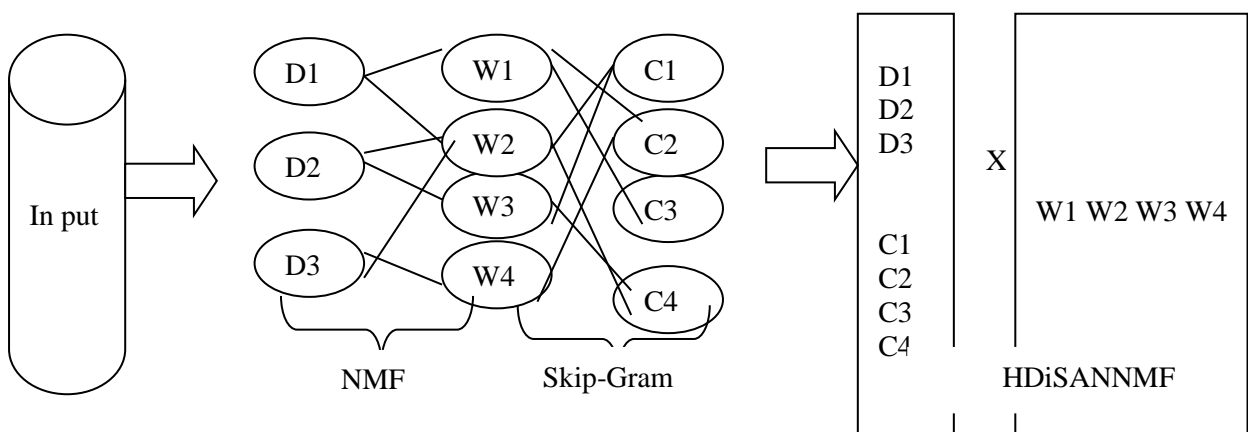 In put
D1
D2
D3
W1
W2
W3
W4
C1
C2
C3
C4
NMF
Skip-Gram
D1
D2
D3
C1
C2
C3
C4
X
W1 W2 W3 W4
HDiSANNMF